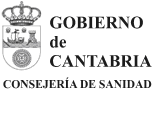 GOBIERNO
de
CANTABRIA
CONSEJERÍA DE SANIDAD